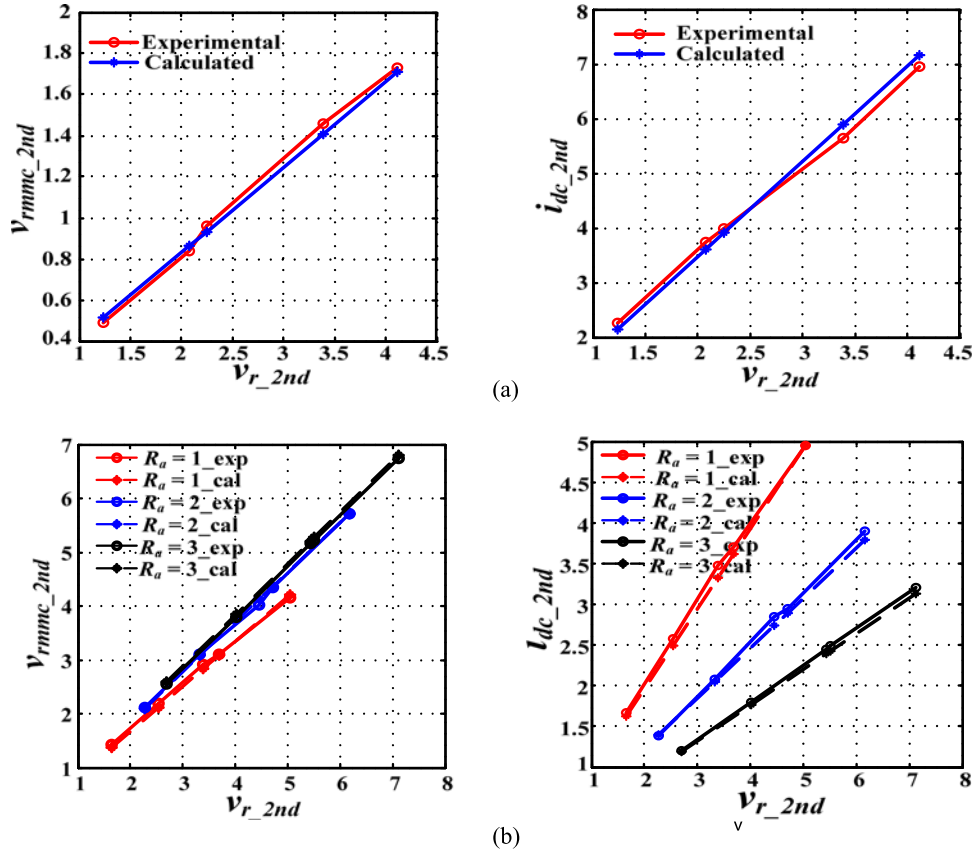 2
1.8
1.6
1.4
1.2
1
0.8
0.6
0.4
1 1.5 2 2.5 3 3.5 4 4.5
Experimental
Calculated
v_rmmc_2nd
v_r_2nd
8
7
6
5
4
3
2
1 1.5 2 2.5 3 3.5 4 4.5
Experimental
Calculated
i_dc_2nd
v_r_2nd
(a)
7
6
5
4
3
2
1
1 2 3 4 5 6 7 8
R_a = 1_exp
R_a = 1_cal
R_a = 2_exp
R_a = 2_cal
R_a = 3_exp
R_a = 3_cal
v_rmmc_2nd
v_r_2nd
5
4.5
4
3.5
3
2.5
2
1.5
1
1 2 3 4 5 6 7 8
R_a = 1_exp
R_a = 1_cal
R_a = 2_exp
R_a = 2_cal
R_a = 3_exp
R_a = 3_cal
i_dc_2nd
v_r_2nd
v
(b)